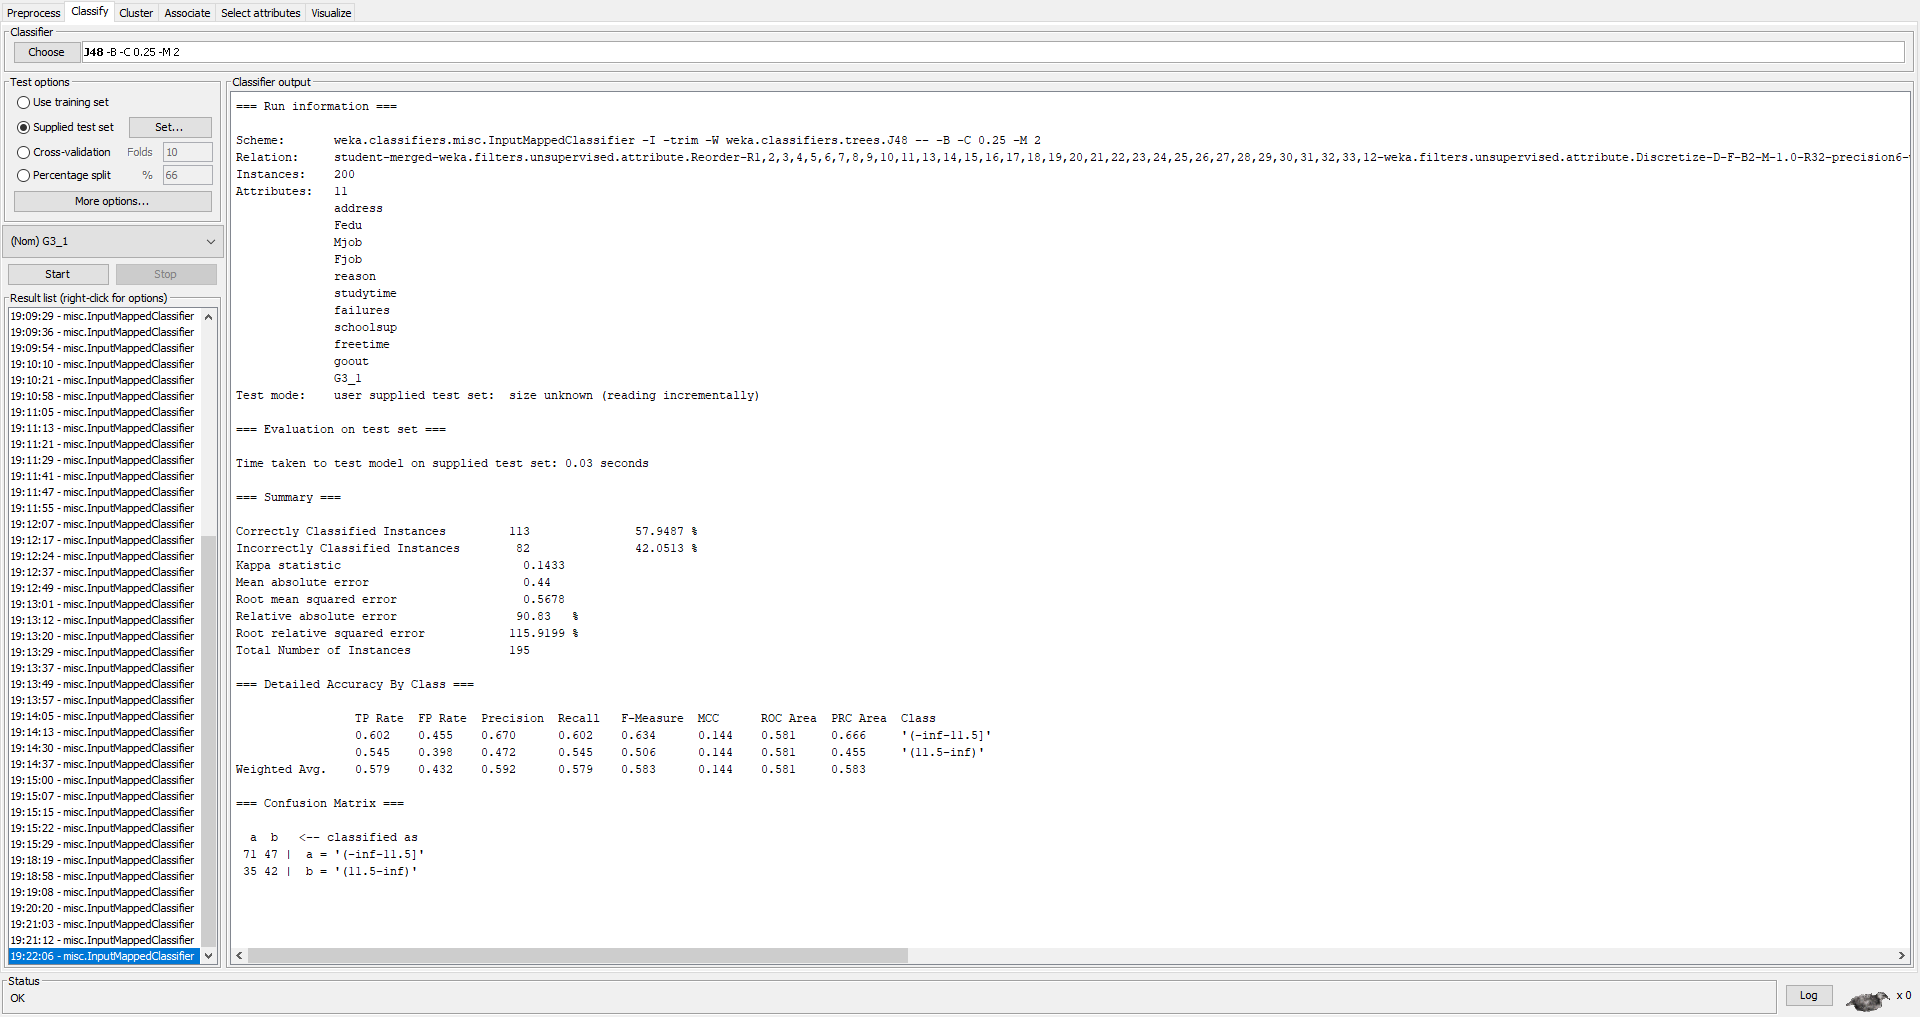 Preprocess Classify Cluster Associate Select attributes Visualize
Classifier
Choose J48 -B -C 0.25 -M 2
Test options
Use training set
Supplied test set Set...
Cross-validation Folds 10
Percentage split % 66
More options...
(Nom) G3_1
Start Stop
Result list (right-click for options)
19:09:29 - misc.InputMappedClassifier
19:09:36 - misc.InputMappedClassifier
19:09:54 - misc.InputMappedClassifier
19:10:10 - misc.InputMappedClassifier
19:10:21 - misc.InputMappedClassifier
19:10:58 - misc.InputMappedClassifier
19:11:05 - misc.InputMappedClassifier
19:11:13 - misc.InputMappedClassifier
19:11:21 - misc.InputMappedClassifier
19:11:29 - misc.InputMappedClassifier
19:11:41 - misc.InputMappedClassifier
19:11:47 - misc.InputMappedClassifier
19:11:55 - misc.InputMappedClassifier
19:12:07 - misc.InputMappedClassifier
19:12:17 - misc.InputMappedClassifier
19:12:24 - misc.InputMappedClassifier
19:12:37 - misc.InputMappedClassifier
19:12:49 - misc.InputMappedClassifier
19:13:01 - misc.InputMappedClassifier
19:13:12 - misc.InputMappedClassifier
19:13:20 - misc.InputMappedClassifier
19:13:29 - misc.InputMappedClassifier
19:13:37 - misc.InputMappedClassifier
19:13:49 - misc.InputMappedClassifier
19:13:57 - misc.InputMappedClassifier
19:14:05 - misc.InputMappedClassifier
19:14:13 - misc.InputMappedClassifier
19:14:30 - misc.InputMappedClassifier
19:14:37 - misc.InputMappedClassifier
19:15:00 - misc.InputMappedClassifier
19:15:07 - misc.InputMappedClassifier
19:15:15 - misc.InputMappedClassifier
19:15:22 - misc.InputMappedClassifier
19:15:29 - misc.InputMappedClassifier
19:18:19 - misc.InputMappedClassifier
19:18:58 - misc.InputMappedClassifier
19:19:08 - misc.InputMappedClassifier
19:20:20 - misc.InputMappedClassifier
19:21:03 - misc.InputMappedClassifier
19:21:12 - misc.InputMappedClassifier
19:22:06 - misc.InputMappedClassifier
Classifier output
=== Run information ===
Scheme: weka.classifiers.misc.InputMappedClassifier -I -trim -W weka.classifiers.trees.J48 -- -B -C 0.25 -M 2
Relation: student-merged-weka.filters.unsupervised.attribute.Reorder-R1,2,3,4,5,6,7,8,9,10,11,13,14,15,16,17,18,19,20,21,22,23,24,25,26,27,28,29,30,31,32,33,12-weka.filters.unsupervised.attribute.Discretize-D-F-B2-M-1.0-R32-precision6-
Instances: 200
Attributes: 11
address
Fedu
Mjob
Fjob
reason
studytime
failures
schoolsup
freetime
goout
G3_1
Test mode: user supplied test set: size unknown (reading incrementally)
=== Evaluation on test set ===
Time taken to test model on supplied test set: 0.03 seconds
=== Summary ===
Correctly Classified Instances 113 57.9487 %
Incorrectly Classified Instances 82 42.0513 %
Kappa statistic 0.1433
Mean absolute error 0.44
Root mean squared error 0.5678
Relative absolute error 90.83 %
Root relative squared error 115.9199 %
Total Number of Instances 195
=== Detailed Accuracy By Class ===
TP Rate FP Rate Precision Recall F-Measure MCC ROC Area PRC Area Class
0.602 0.455 0.670 0.602 0.634 0.144 0.581 0.666 '(-inf-11.5]'
0.545 0.398 0.472 0.545 0.506 0.144 0.581 0.455 '(11.5-inf)'
Weighted Avg. 0.579 0.432 0.592 0.579 0.583 0.144 0.581 0.583
=== Confusion Matrix ===
a b <-- classified as
71 47 | a = '(-inf-11.5]'
35 42 | b = '(11.5-inf)'
Status
OK
Log x 0